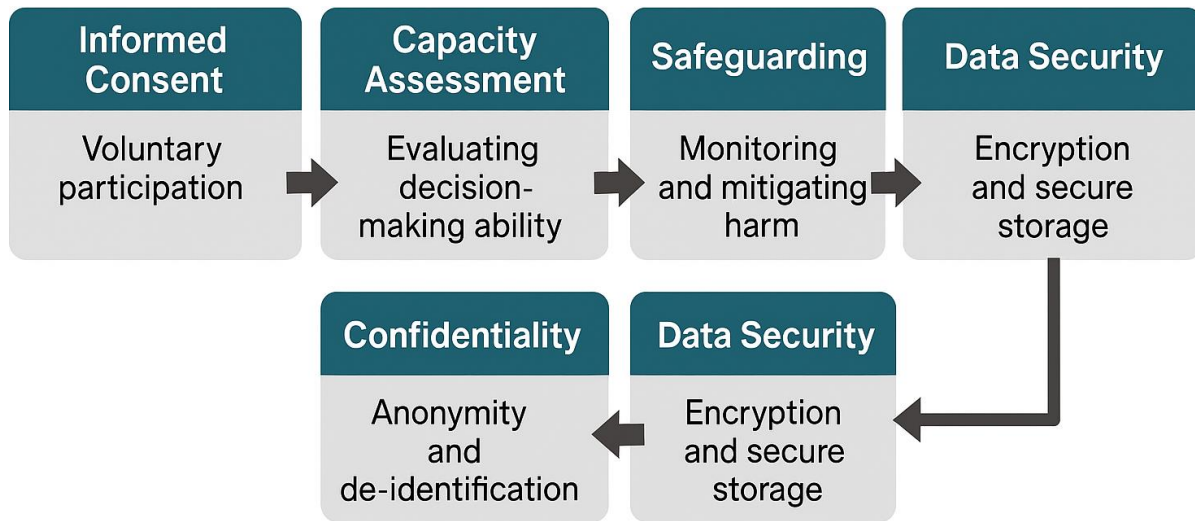 Informed
Consent
Voluntary
participation
Capacity
Assessment
Evaluating
decision-
making ability
Safeguarding
Monitoring
and mitigating
harm
Data Security
Encryption
and secure
storage
Data Security
Encryption
and secure
storage
Confidentiality
Anonymity
and
de-identification